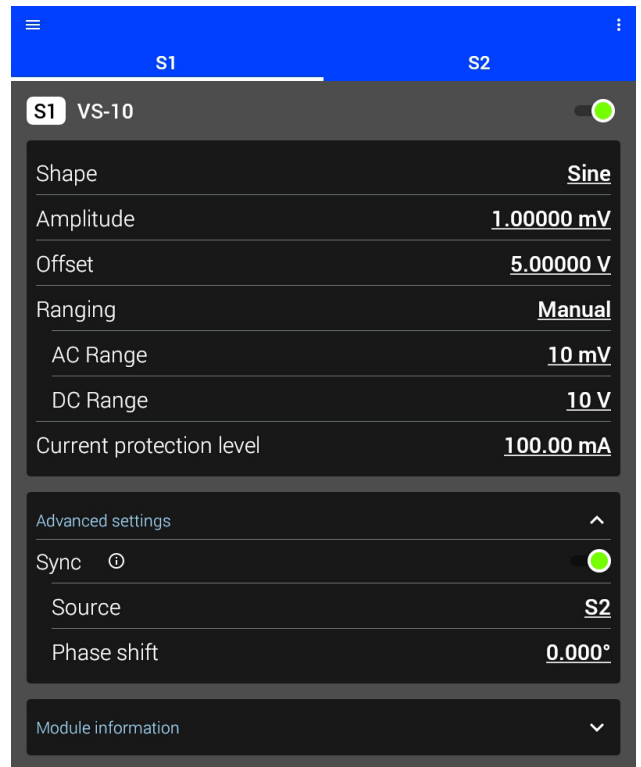 S1 S2
S1 VS-10
Shape Sine
Amplitude 1.00000 mV
Offset 5.00000 V
Ranging Manual
AC Range 10 mV
DC Range 10 V
Current protection level 100.00 mA
Advanced settings
Sync
Source S2
Phase shift 0.000°
Module information